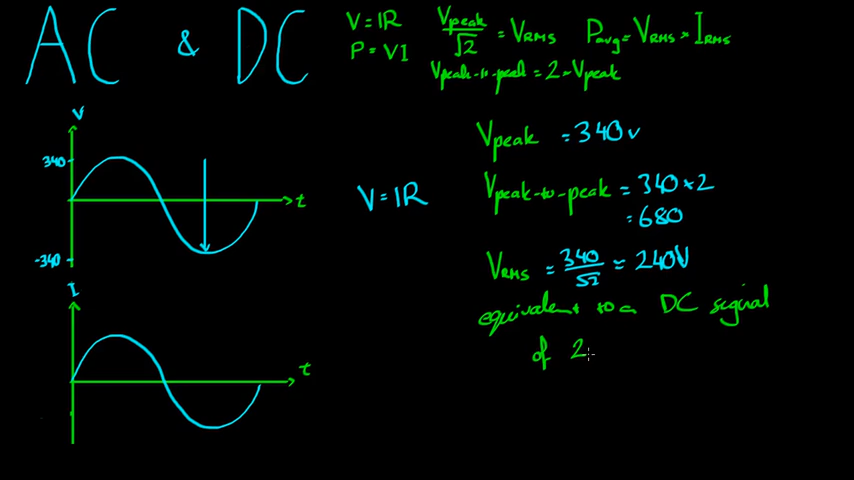 AC & DC
V = IR
P = VI
Vpeak/√2 = VRMS
Pavg = VRMS × IRMS
Vpeak-to-peak = 2 × Vpeak
V
340
-340
t
I
t
V = IR
Vpeak = 340v
Vpeak-to-peak = 340 × 2
= 680
VRMS = 340/√2 = 240V
equivalent to a DC signal
of 2